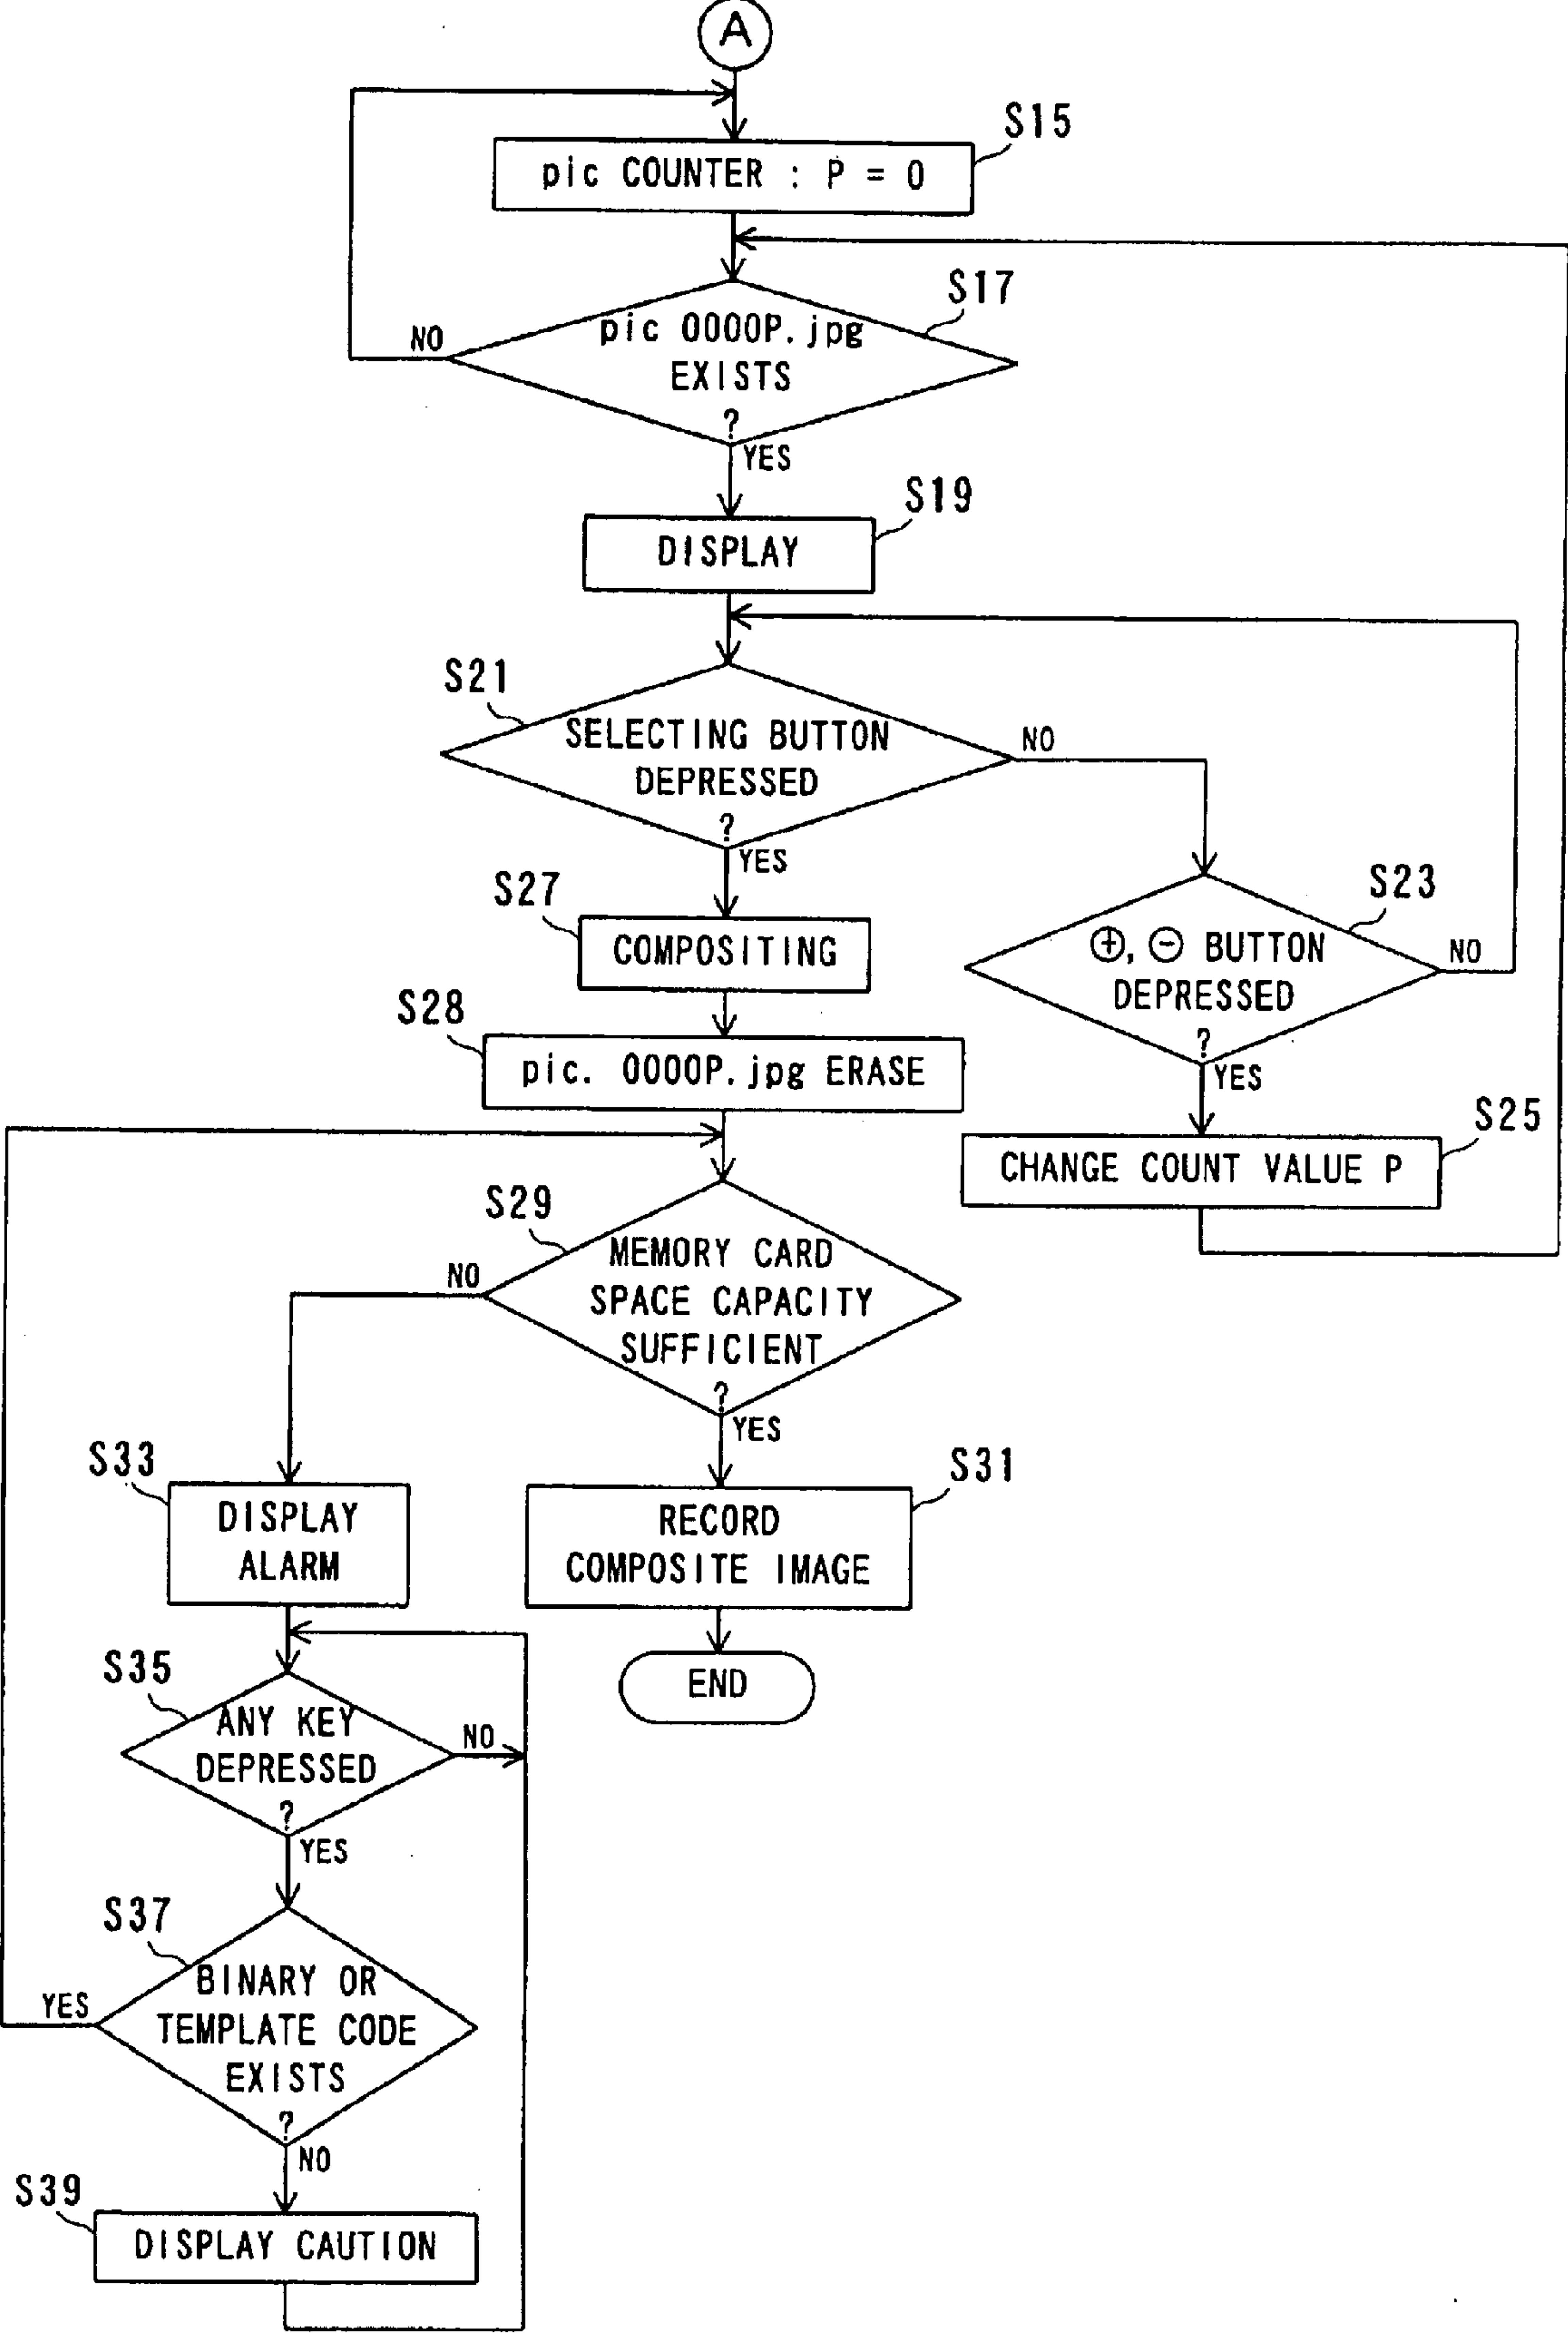 A
S15
pic COUNTER : P = 0
S17
pic 0000P.jpg
EXISTS
?
NO
YES
S19
DISPLAY
S21
SELECTING BUTTON
DEPRESSED
?
NO
YES
S23
⊕, ⊖ BUTTON
DEPRESSED
?
NO
YES
S27
COMPOSITING
S28
pic. 0000P.jpg ERASE
S25
CHANGE COUNT VALUE P
S29
MEMORY CARD
SPACE CAPACITY
SUFFICIENT
?
NO
YES
S33
DISPLAY
ALARM
S31
RECORD
COMPOSITE IMAGE
END
S35
ANY KEY
DEPRESSED
?
NO
YES
S37
BINARY OR
TEMPLATE CODE
EXISTS
?
YES
NO
S39
DISPLAY CAUTION